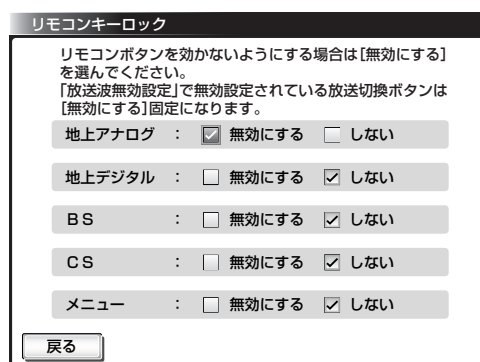 リモコンキーロック
リモコンボタンを効かないようにする場合は[無効にする]
を選んでください。
「放送波無効設定」で無効設定されている放送切換ボタンは
[無効にする]固定になります。
地上アナログ : 無効にする しない
地上デジタル : 無効にする しない
BS : 無効にする しない
CS : 無効にする しない
メニュー : 無効にする しない
戻る